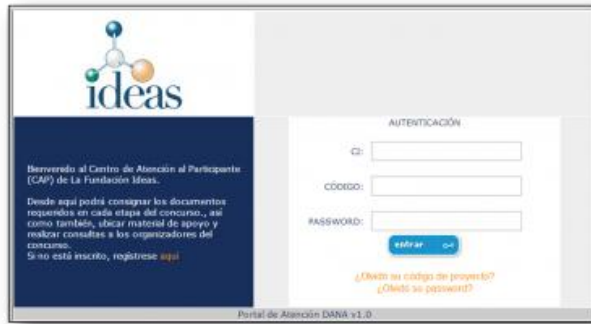 ideas
Bienvenido al Centro de Atención al Participante
(CAP) de La Fundación Ideas.
Desde aquí podrá consignar los documentos
requeridos en cada etapa del concurso., así
como también, ubicar material de apoyo y
realizar consultas a los organizadores del
concurso.
Si no está inscrito, regístrese aquí
AUTENTICACIÓN
CI:
CÓDIGO:
PASSWORD:
entrar
¿Olvidó su código de proyecto?
¿Olvidó su password?
Portal de Atención DANA v1.0